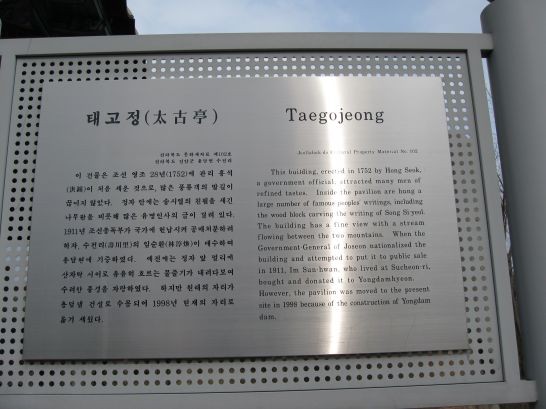 태고정(太古亭)
전라북도 문화재자료 제102호
전라북도 진안군 용담면 수천리
이 건물은 조선 영조 28년(1752)에 관리 홍석
(洪錫)이 처음 세운 것으로, 많은 풍류객의 발길이
끊이지 않았다. 정자 안에는 송시열의 친필을 새긴
나무판을 비롯해 많은 유명인사의 글이 걸려 있다.
1911년 조선총독부가 국가에 헌납시켜 공매처분하려
하자, 수천리(壽川里)의 임순환(林淳煥)이 매수하여
용담현에 기증하였다. 예전에는 정자 앞 멀리에
산자락 사이로 유유히 흐르는 물줄기가 내려다보여
수려한 풍경을 자랑하였다. 하지만 원래의 자리가
용담댐 건설로 수몰되어 1998년 현재의 자리로
옮겨 세웠다.
Taegojeong
Jeollabuk-do Cultural Property Material No. 102
This building, erected in 1752 by Hong Seok,
a government official, attracted many men of
refined tastes. Inside the pavilion are hung a
large number of famous peoples' writings, including
the wood block carving the writing of Song Si-yeol.
The building has a fine view with a stream
flowing between the two mountains. When the
Government-General of Joseon nationalized the
building and attempted to put it to public sale
in 1911, Im Sun-hwan, who lived at Sucheon-ri,
bought and donated it to Yongdamhyeon.
However, the pavilion was moved to the present
site in 1998 because of the construction of Yongdam
dam.